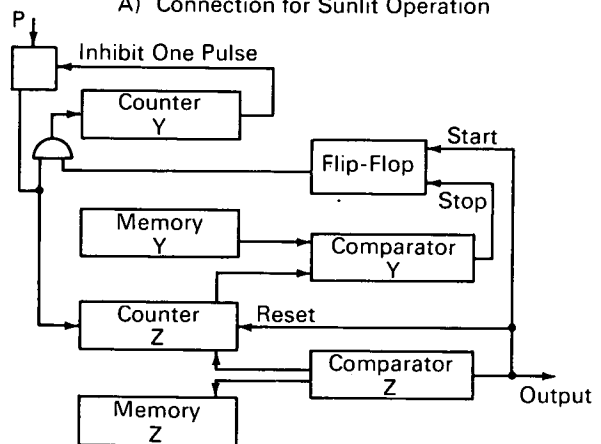 A) Connection for Sunlit Operation
P
Inhibit One Pulse
Counter
Y
Flip-Flop
Start
Stop
Memory
Y
Comparator
Y
Counter
Z
Reset
Comparator
Z
Output
Memory
Z